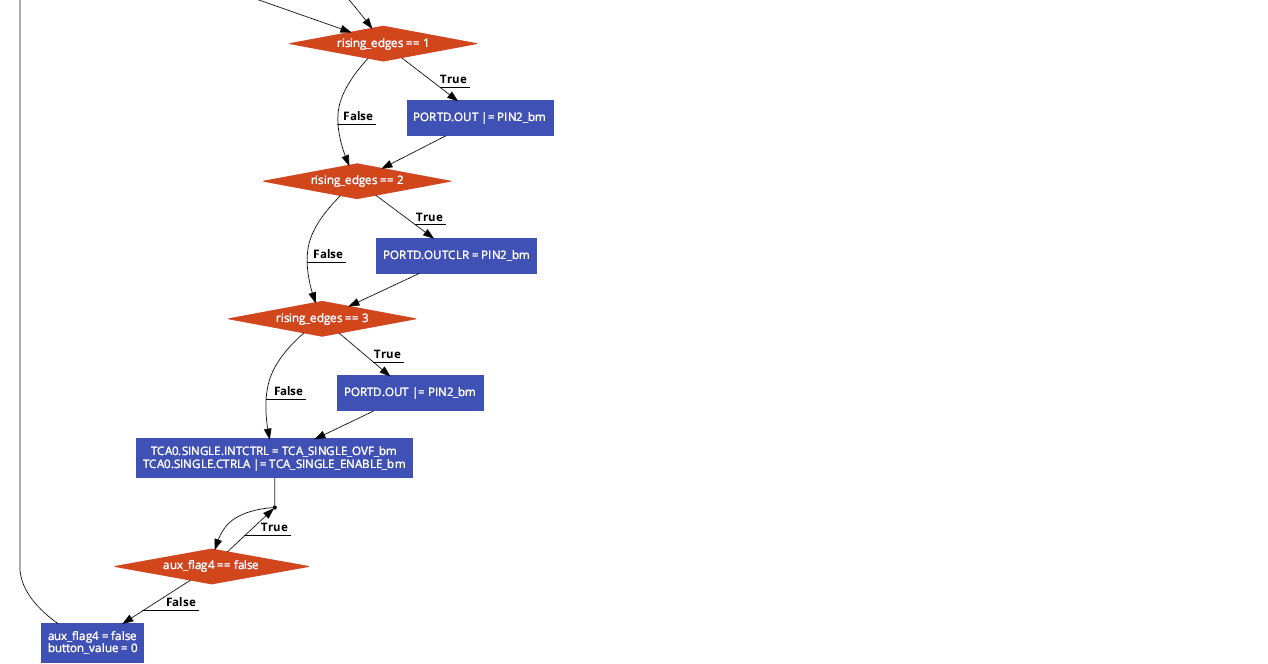 rising_edges == 1
True
False
PORTD.OUT |= PIN2_bm
rising_edges == 2
True
False
PORTD.OUTCLR = PIN2_bm
rising_edges == 3
True
False
PORTD.OUT |= PIN2_bm
TCA0.SINGLE.INTCTRL = TCA_SINGLE_OVF_bm
TCA0.SINGLE.CTRLA |= TCA_SINGLE_ENABLE_bm
True
aux_flag4 == false
False
aux_flag4 = false
button_value = 0